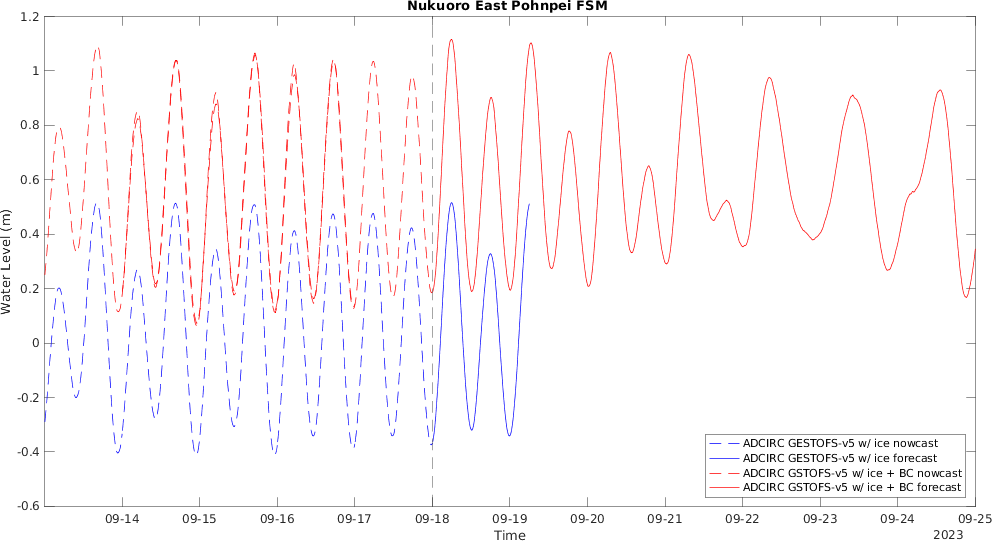 Nukuoro East Pohnpei FSM
1.2
1
0.8
0.6
0.4
0.2
0
-0.2
-0.4
-0.6
Water Level (m)
ADCIRC GESTOFS-v5 w/ ice nowcast
ADCIRC GESTOFS-v5 w/ ice forecast
ADCIRC GSTOFS-v5 w/ ice + BC nowcast
ADCIRC GSTOFS-v5 w/ ice + BC forecast
09-14 09-15 09-16 09-17 09-18 09-19 09-20 09-21 09-22 09-23 09-24 09-25
Time
2023